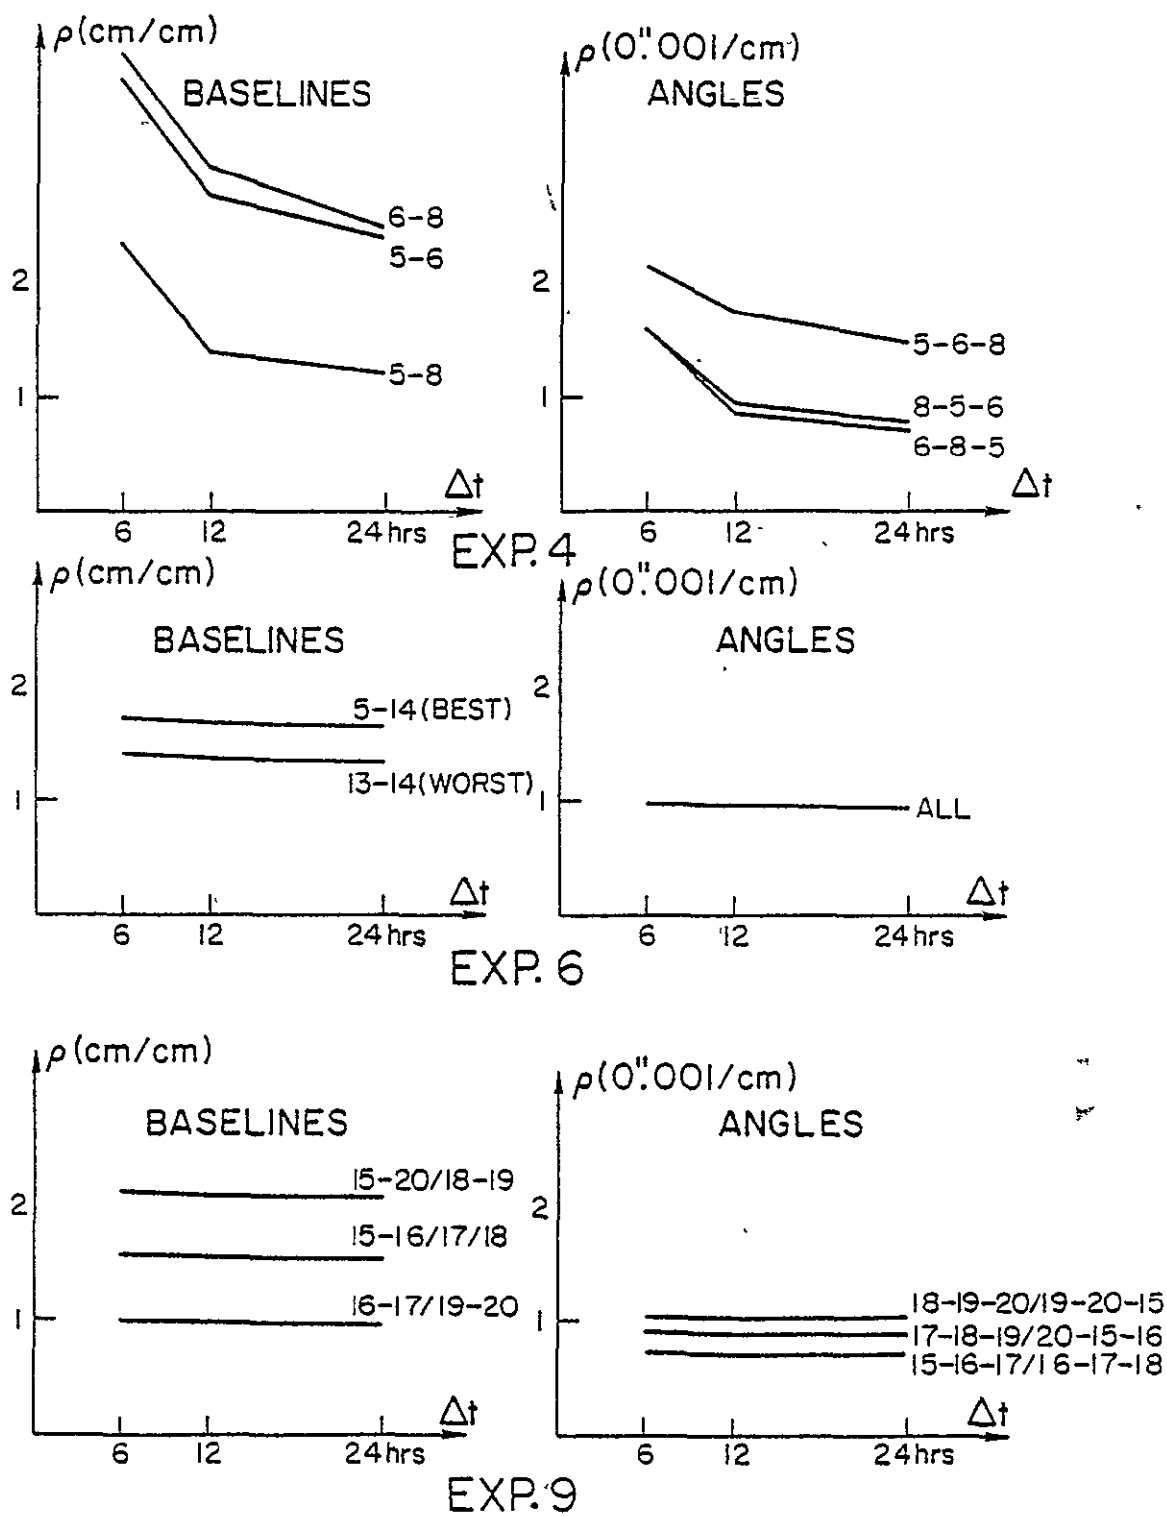 ρ(cm/cm)
BASELINES
6-8
5-6
5-8
2
1
Δt
6 12 24hrs
ρ(0".001/cm)
ANGLES
5-6-8
8-5-6
6-8-5
2
1
Δt
6 12 24hrs
EXP. 4
ρ(cm/cm)
BASELINES
2
5-14(BEST)
13-14(WORST)
1
Δt
6 12 24hrs
ρ(0".001/cm)
ANGLES
2
1
ALL
Δt
6 12 24hrs
EXP. 6
ρ(cm/cm)
BASELINES
15-20/18-19
2
15-16/17/18
16-17/19-20
1
Δt
6 12 24hrs
ρ(0".001/cm)
ANGLES
2
18-19-20/19-20-15
1
17-18-19/20-15-16
15-16-17/16-17-18
Δt
6 12 24hrs
EXP. 9